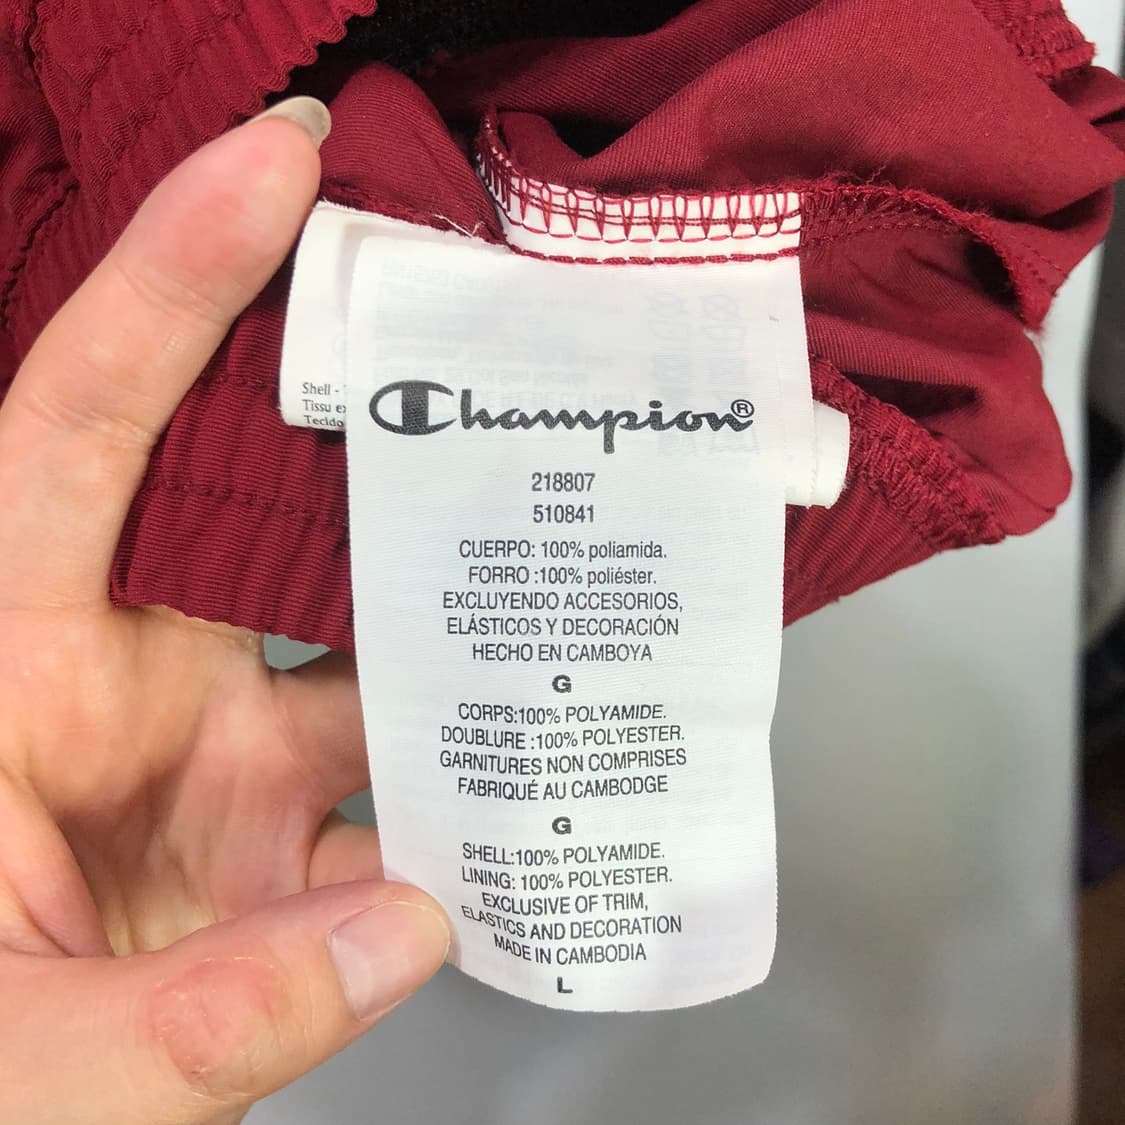 Shell -
Tissu
Tecido
Champion®
218807
510841
CUERPO: 100% poliamida.
FORRO :100% poliéster.
EXCLUYENDO ACCESORIOS,
ELÁSTICOS Y DECORACIÓN
HECHO EN CAMBOYA
G
CORPS:100% POLYAMIDE.
DOUBLURE :100% POLYESTER.
GARNITURES NON COMPRISES
FABRIQUÉ AU CAMBODGE
G
SHELL:100% POLYAMIDE.
LINING: 100% POLYESTER.
EXCLUSIVE OF TRIM,
ELASTICS AND DECORATION
MADE IN CAMBODIA
L